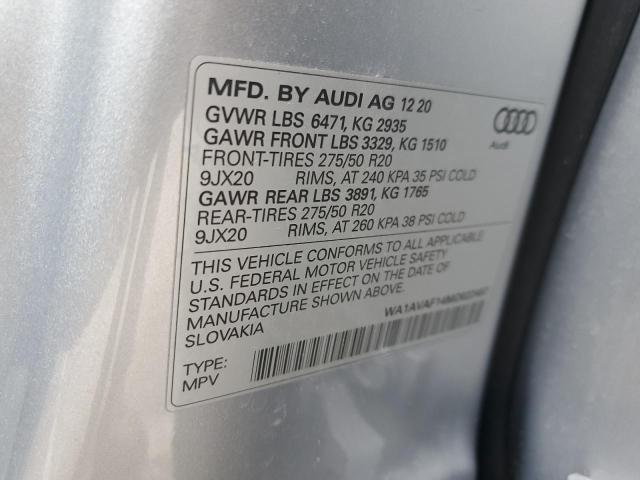 MFD. BY AUDI AG 12 20
GVWR LBS 6471, KG 2935
GAWR FRONT LBS 3329, KG 1510
FRONT-TIRES 275/50 R20
9JX20 RIMS, AT 240 KPA 35 PSI COLD
GAWR REAR LBS 3891, KG 1765
REAR-TIRES 275/50 R20
9JX20 RIMS, AT 260 KPA 38 PSI COLD
Audi
THIS VEHICLE CONFORMS TO ALL APPLICABLE
U.S. FEDERAL MOTOR VEHICLE SAFETY
STANDARDS IN EFFECT ON THE DATE OF
MANUFACTURE SHOWN ABOVE.
SLOVAKIA
TYPE:
MPV